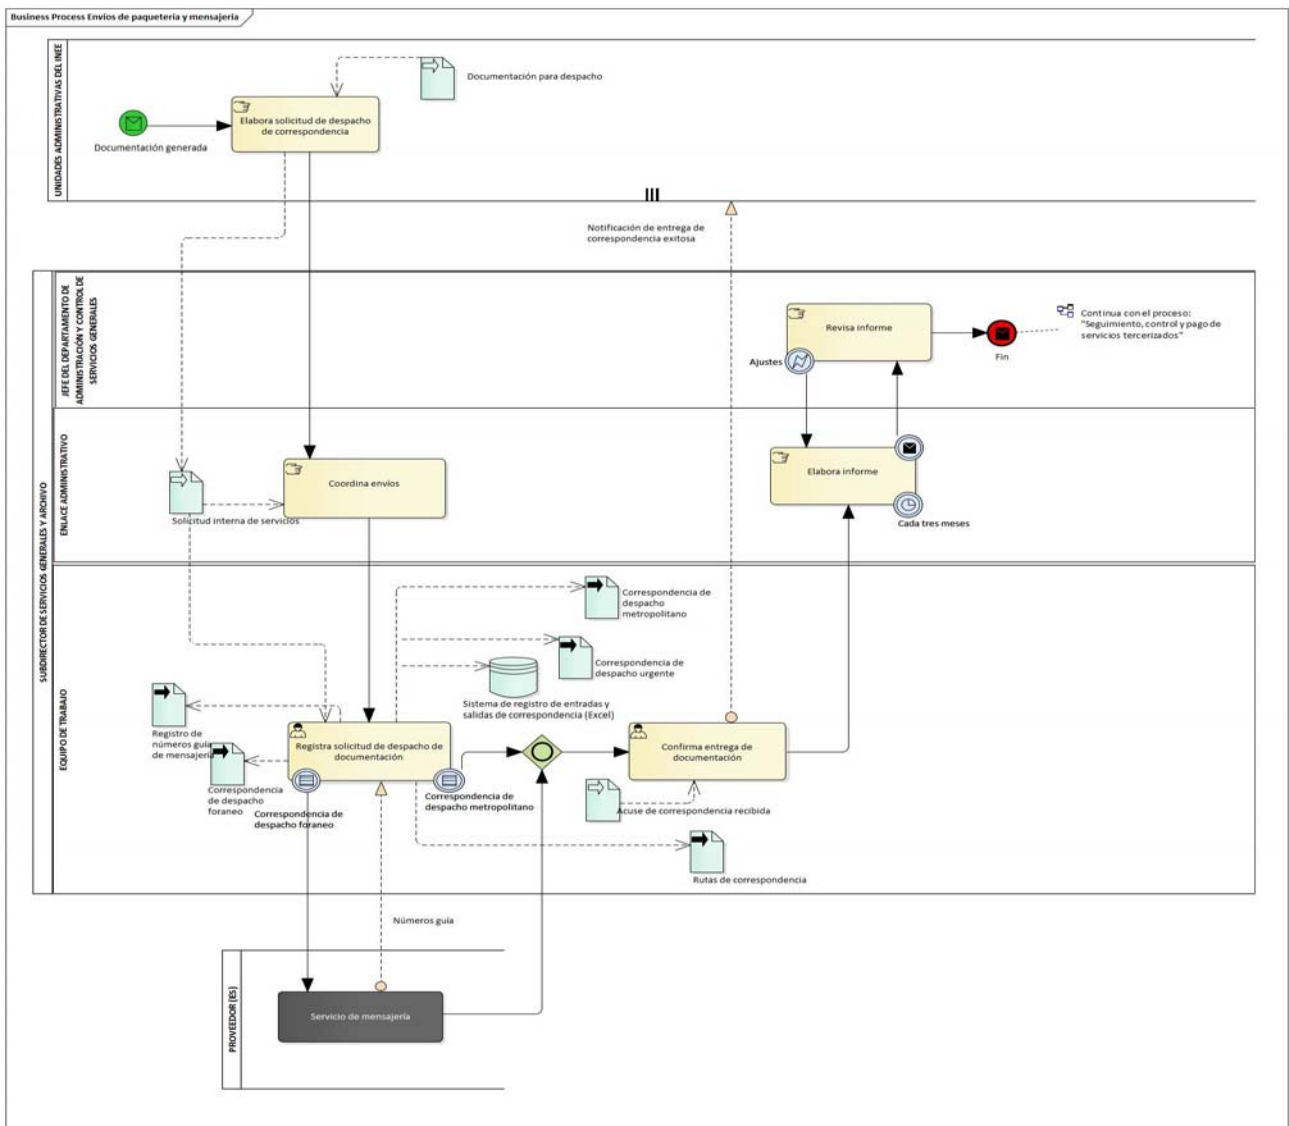 Business Process Envíos de paquetería y mensajería
UNIDADES ADMINISTRATIVAS DEL INEE
Documentación para despacho
Elabora solicitud de despacho
de correspondencia
Documentación generada
Notificación de entrega de
correspondencia exitosa
SUBDIRECTOR DE SERVICIOS GENERALES Y ARCHIVO
JEFE DEL DEPARTAMENTO DE
ADMINISTRACIÓN Y CONTROL DE
SERVICIOS GENERALES
Revisa informe
Ajustes
Fin
Continua con el proceso:
"Seguimiento, control y pago de
servicios tercerizados"
ENLACE ADMINISTRATIVO
Coordina envíos
Solicitud interna de servicios
Elabora informe
Cada tres meses
EQUIPO DE TRABAJO
Correspondencia de
despacho
metropolitano
Correspondencia de
despacho urgente
Sistema de registro de entradas y
salidas de correspondencia (Excel)
Registro de
números guía
de mensajería
Registra solicitud de despacho de
documentación
Confirma entrega de
documentación
Correspondencia
de despacho
foraneo
Correspondencia de
despacho foraneo
Correspondencia de
despacho metropolitano
Acuse de correspondencia recibida
Rutas de correspondencia
Números guía
PROVEEDOR (ES)
Servicio de mensajería